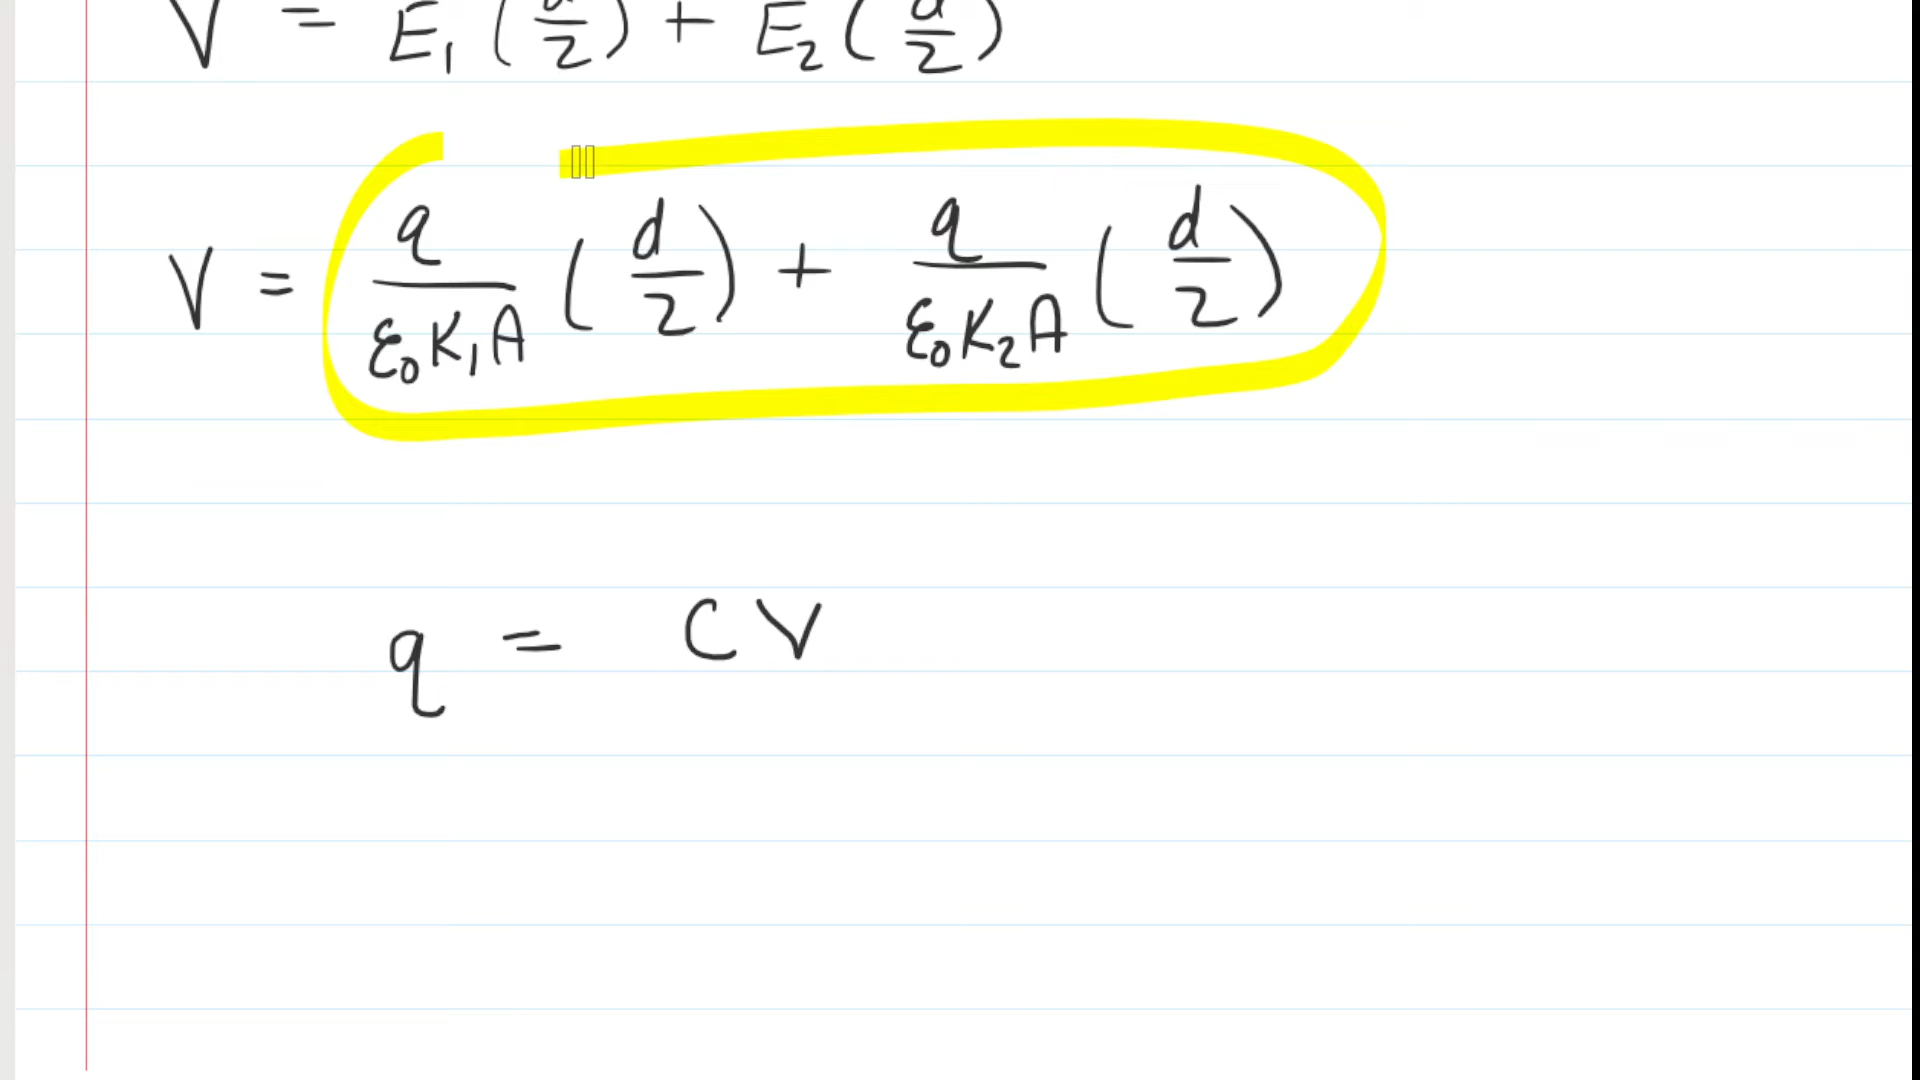 V = E₁ (d/2) + E₂ (d/2)
V = q/(ε₀K₁A) (d/2) + q/(ε₀K₂A) (d/2)
q = CV